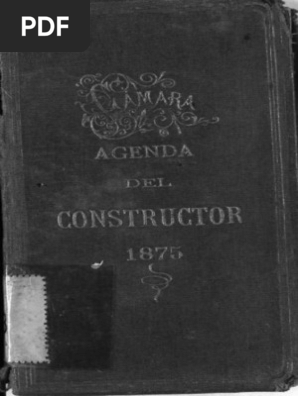 PDF
CÁMARA
AGENDA
DEL
CONSTRUCTOR
1875